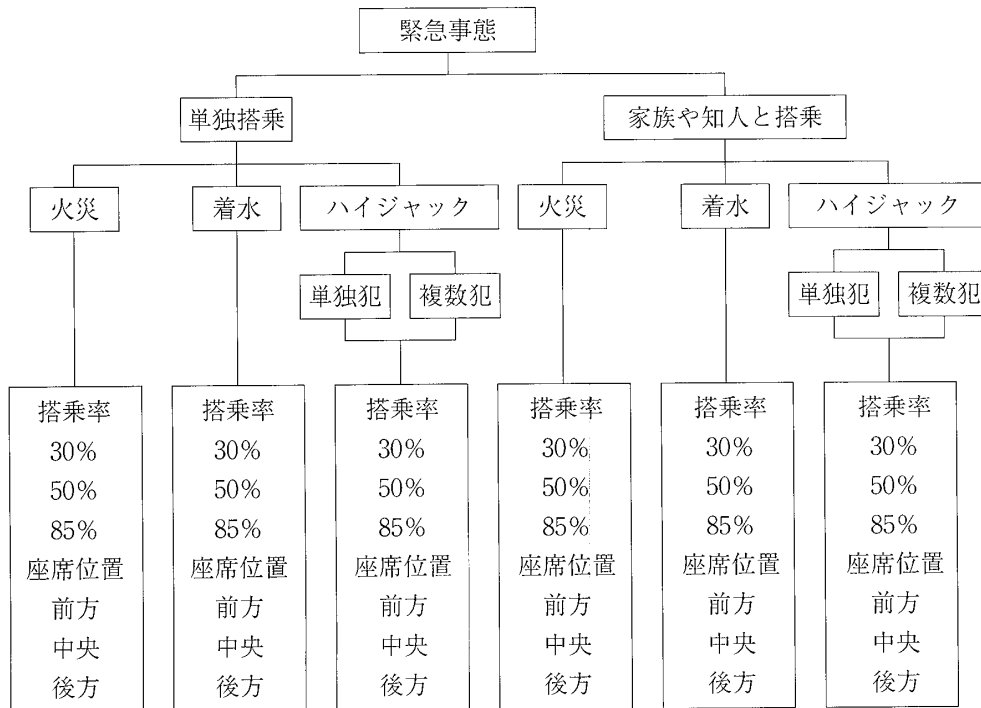 緊急事態
単独搭乗
家族や知人と搭乗
火災
着水
ハイジャック
火災
着水
ハイジャック
単独犯
複数犯
単独犯
複数犯
搭乗率
30%
50%
85%
座席位置
前方
中央
後方
搭乗率
30%
50%
85%
座席位置
前方
中央
後方
搭乗率
30%
50%
85%
座席位置
前方
中央
後方
搭乗率
30%
50%
85%
座席位置
前方
中央
後方
搭乗率
30%
50%
85%
座席位置
前方
中央
後方
搭乗率
30%
50%
85%
座席位置
前方
中央
後方